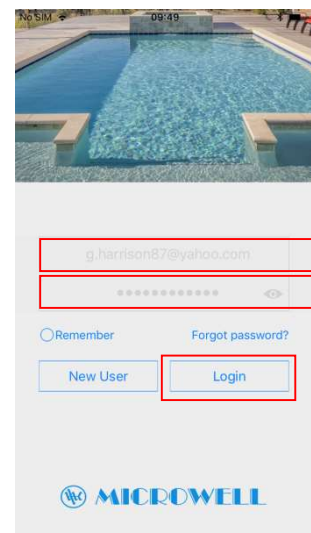 No SIM 09:49
g.harrison87@yahoo.com
●●●●●●●●●●●●
Remember Forgot password?
New User Login
MICROWELL